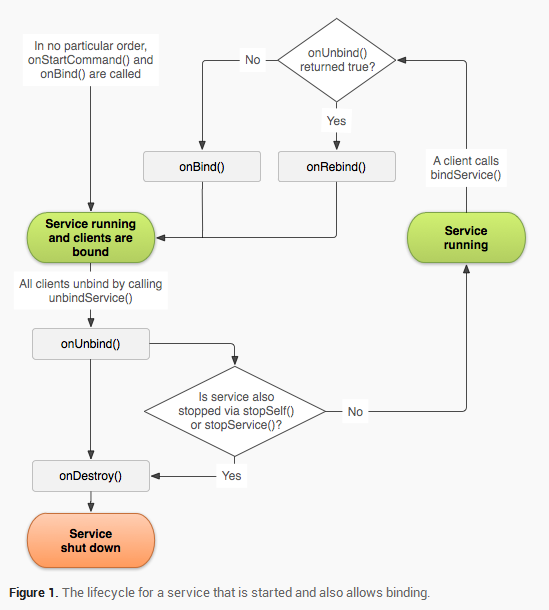 In no particular order,
onStartCommand() and
onBind() are called
onUnbind()
returned true?
No
Yes
onBind()
onRebind()
A client calls
bindService()
Service running
and clients are
bound
Service
running
All clients unbind by calling
unbindService()
onUnbind()
Is service also
stopped via stopSelf()
or stopService()?
No
Yes
onDestroy()
Service
shut down
Figure 1. The lifecycle for a service that is started and also allows binding.